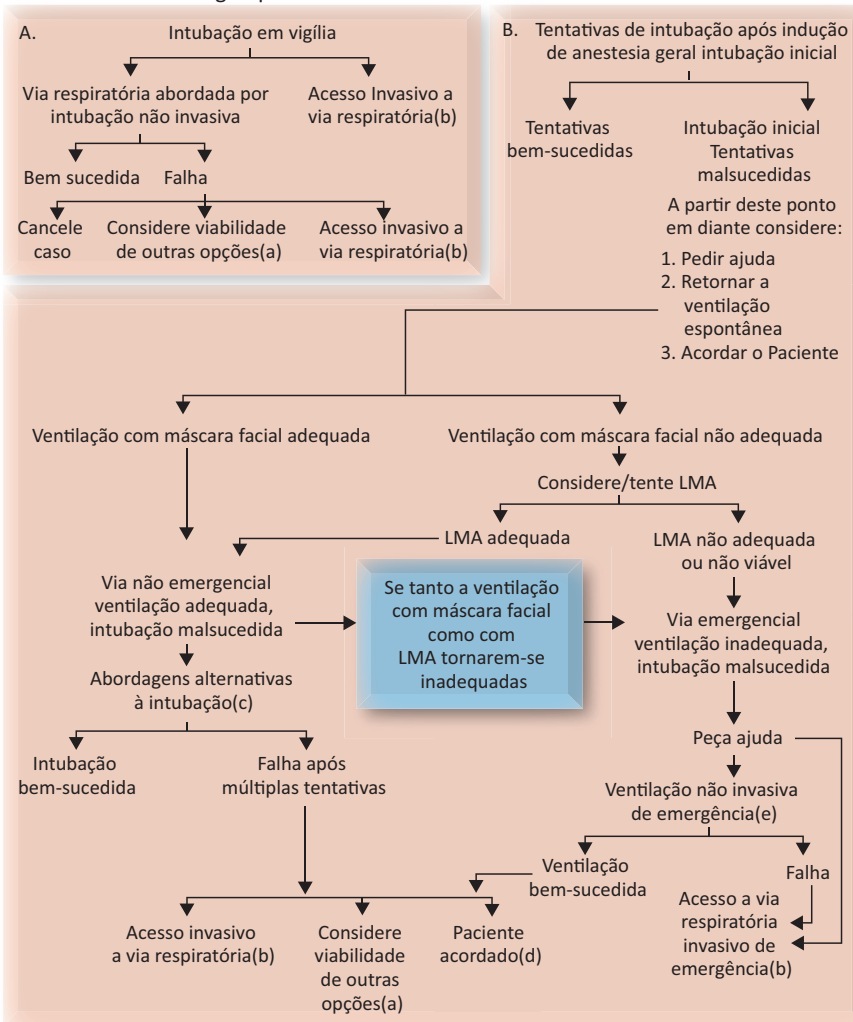 A.
Intubação em vigília
Via respiratória abordada por
intubação não invasiva
Acesso Invasivo a
via respiratória(b)
Bem sucedida
Falha
Cancele
caso
Considere viabilidade
de outras opções(a)
Acesso invasivo a
via respiratória(b)
B. Tentativas de intubação após indução
de anestesia geral intubação inicial
Tentativas
bem-sucedidas
Intubação inicial
Tentativas
malsucedidas
A partir deste ponto
em diante considere:
1. Pedir ajuda
2. Retornar a
ventilação
espontânea
3. Acordar o Paciente
Ventilação com máscara facial adequada
Ventilação com máscara facial não adequada
Considere/tente LMA
LMA adequada
LMA não adequada
ou não viável
Via não emergencial
ventilação adequada,
intubação malsucedida
Se tanto a ventilação
com máscara facial
como com
LMA tornarem-se
inadequadas
Via emergencial
ventilação inadequada,
intubação malsucedida
Abordagens alternativas
à intubação(c)
Peça ajuda
Intubação
bem-sucedida
Falha após
múltiplas tentativas
Ventilação não invasiva
de emergência(e)
Ventilação
bem-sucedida
Falha
Acesso invasivo
a via respiratória(b)
Considere
viabilidade
de outras
opções(a)
Paciente
acordado(d)
Acesso a via
respiratória
invasivo de
emergência(b)